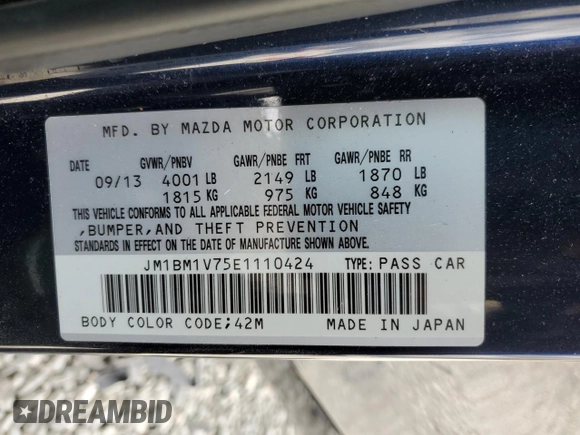 MFD. BY MAZDA MOTOR CORPORATION
DATE GVWR/PNBV GAWR/PNBE FRT GAWR/PNBE RR
09/13 4001 LB 2149 LB 1870 LB
1815 KG 975 KG 848 KG
THIS VEHICLE CONFORMS TO ALL APPLICABLE FEDERAL MOTOR VEHICLE SAFETY
,BUMPER,AND THEFT PREVENTION
STANDARDS IN EFFECT ON THE DATE OF MANUFACTURE SHOWN ABOVE.
JM1BM1V75E1110424 TYPE: PASS CAR
BODY COLOR CODE;42M MADE IN JAPAN
DREAMBID